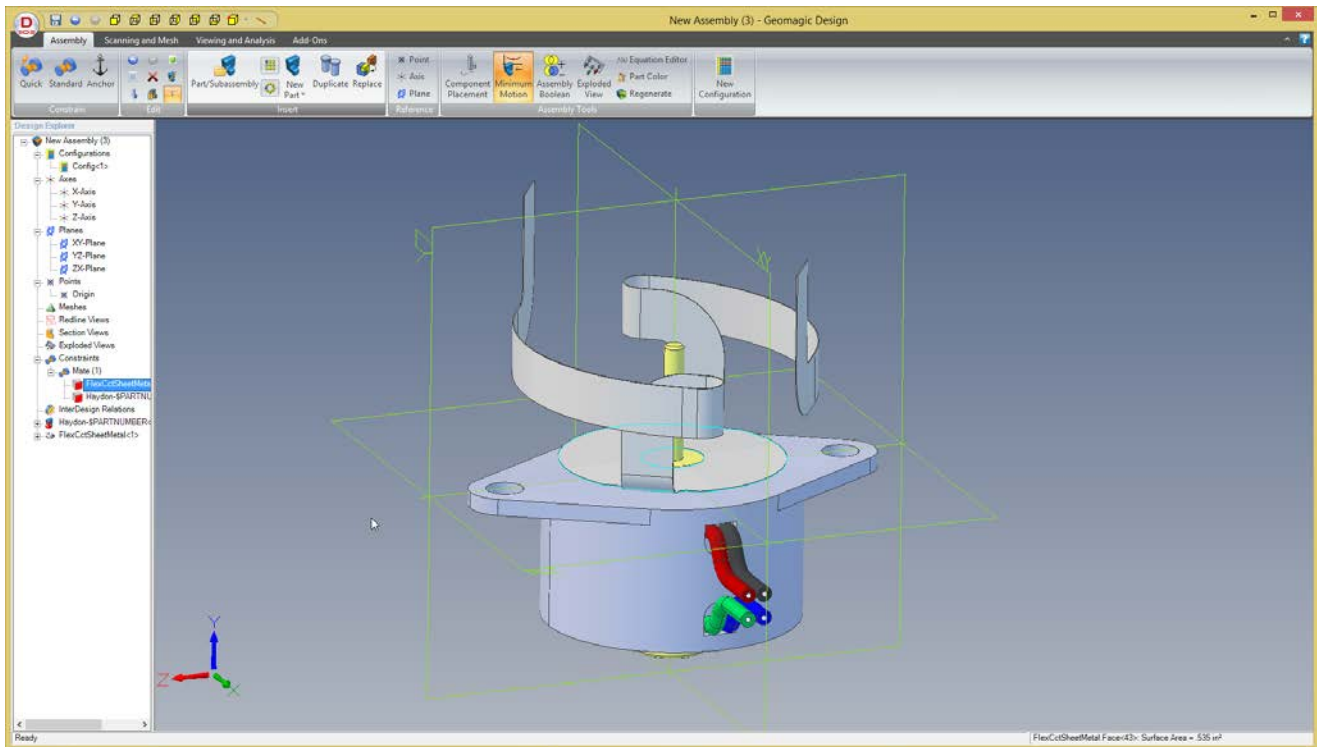 New Assembly (3) - Geomagic Design
Assembly Scanning and Mesh Viewing and Analysis Add-Ons
Quick Standard Anchor
Constrain
Edit
Part/Subassembly New Part Duplicate Replace
Insert
Point
Axis
Plane
Reference
Component Placement Minimum Motion Assembly Boolean Exploded View
Equation Editor
Part Color
Regenerate
Assembly Tools
New Configuration
Design Explorer
New Assembly (3)
Configurations
Config<1>
Axes
X-Axis
Y-Axis
Z-Axis
Planes
XY-Plane
YZ-Plane
ZX-Plane
Points
Origin
Meshes
Redline Views
Section Views
Exploded Views
Constraints
Mate (1)
FlexCctSheetMeta
Haydon-$PARTNU
InterDesign Relations
Haydon-$PARTNUMBER<
FlexCctSheetMetal<1>
Y
Z
X
Ready
FlexCctSheetMetal Face<43>: Surface Area = .535 in²